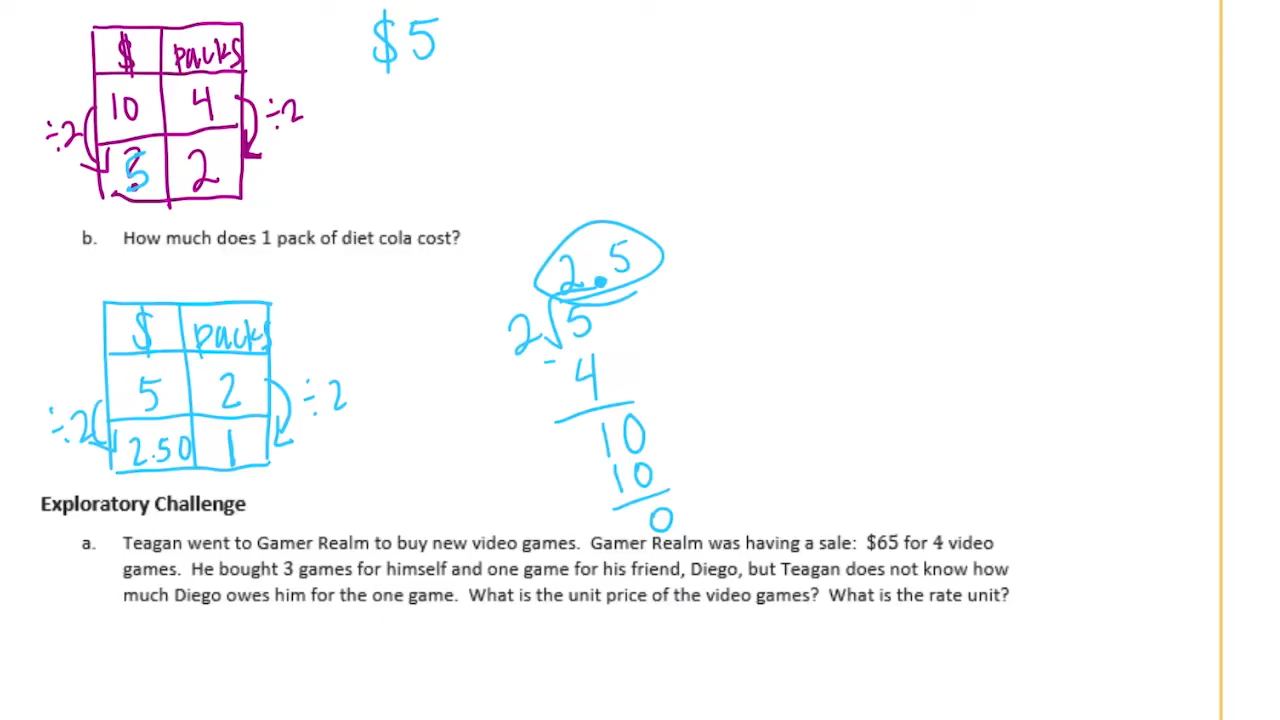 $ packs
$5
10 4
÷2 ÷2
5 2
b. How much does 1 pack of diet cola cost?
2.5
2√5
$ packs
- 4
5 2
÷2 ÷2
10
2.50 1
10
0
Exploratory Challenge
a. Teagan went to Gamer Realm to buy new video games. Gamer Realm was having a sale: $65 for 4 video
games. He bought 3 games for himself and one game for his friend, Diego, but Teagan does not know how
much Diego owes him for the one game. What is the unit price of the video games? What is the rate unit?